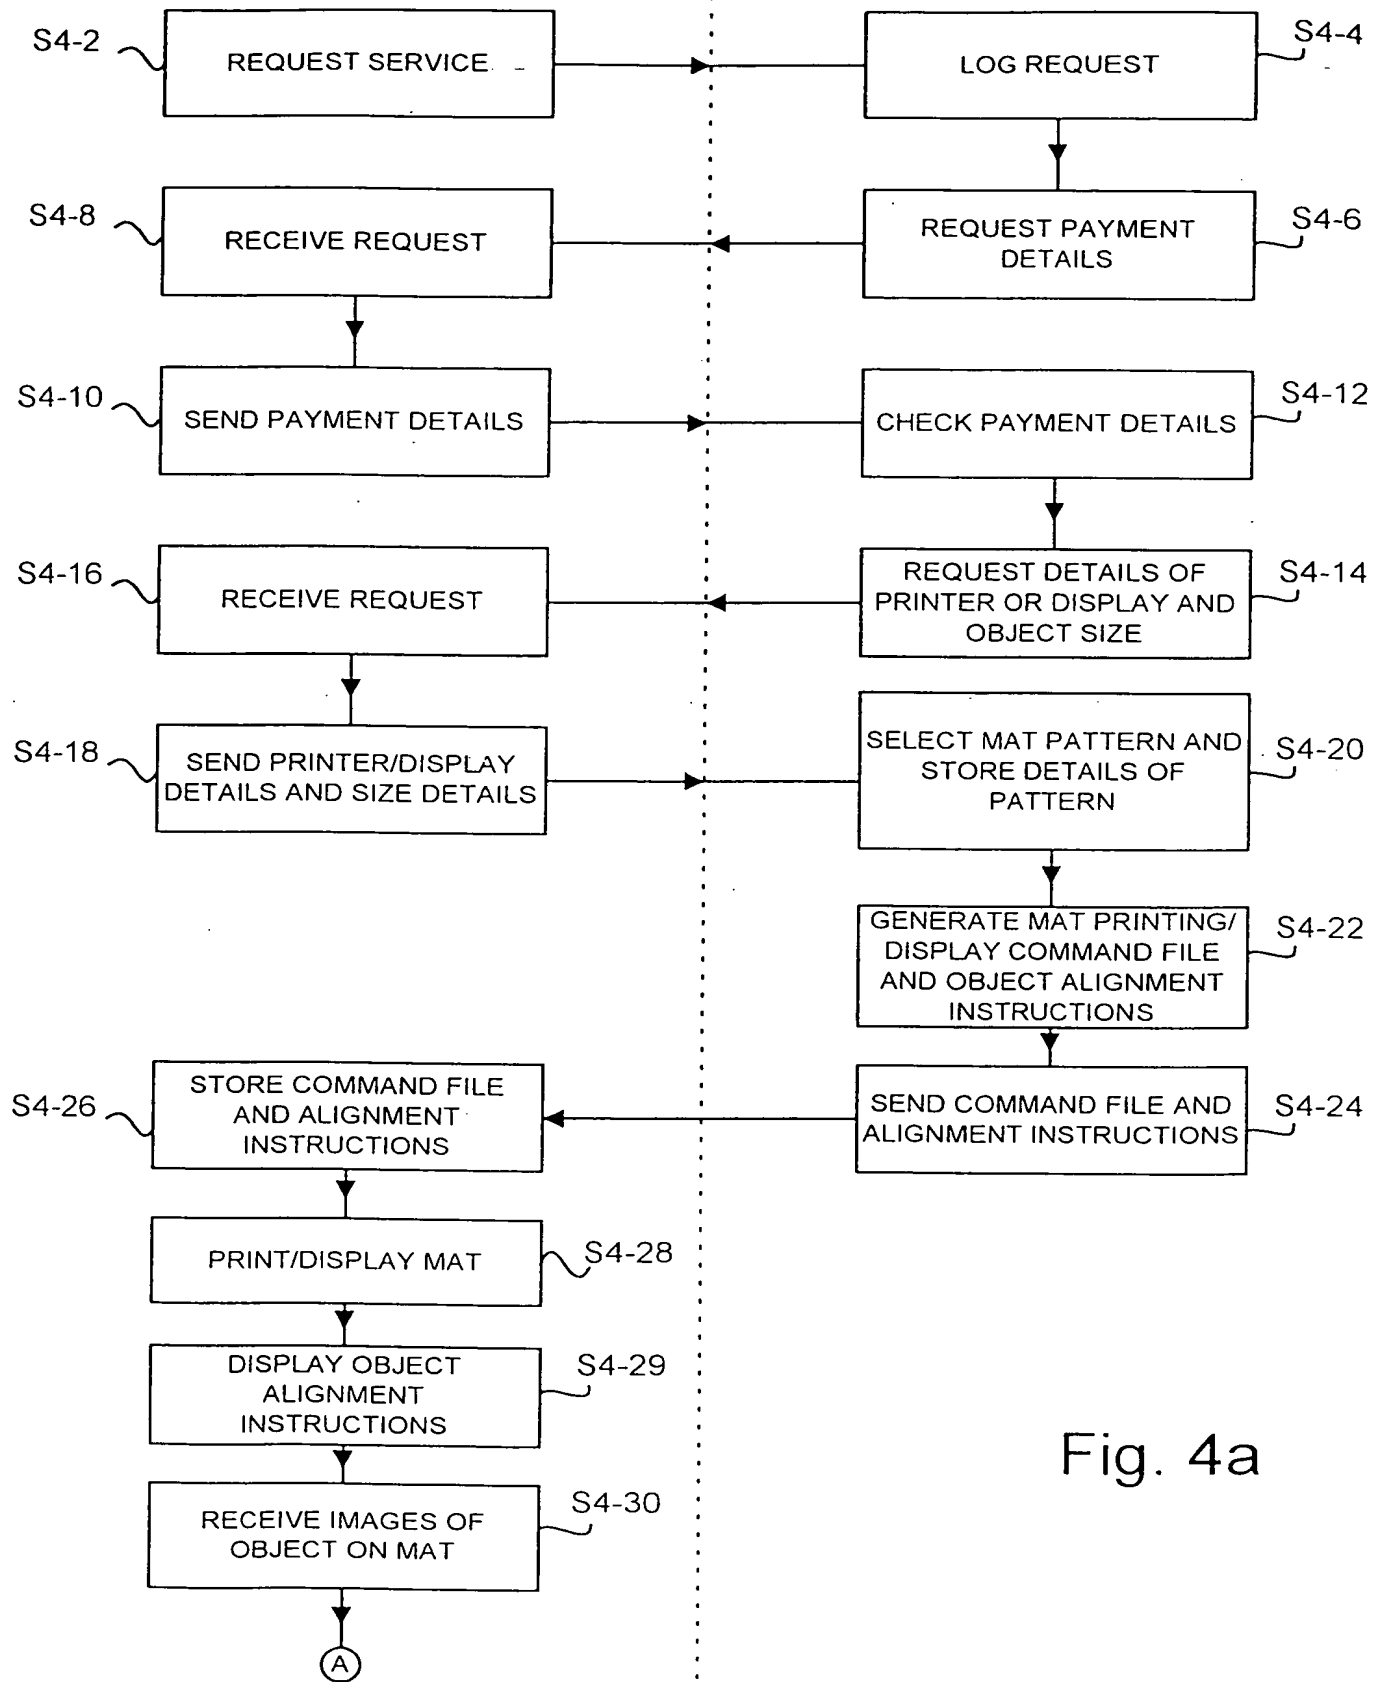 S4-2
REQUEST SERVICE
LOG REQUEST
S4-4
S4-8
RECEIVE REQUEST
REQUEST PAYMENT
DETAILS
S4-6
S4-10
SEND PAYMENT DETAILS
CHECK PAYMENT DETAILS
S4-12
S4-16
RECEIVE REQUEST
REQUEST DETAILS OF
PRINTER OR DISPLAY AND
OBJECT SIZE
S4-14
S4-18
SEND PRINTER/DISPLAY
DETAILS AND SIZE DETAILS
SELECT MAT PATTERN AND
STORE DETAILS OF
PATTERN
S4-20
GENERATE MAT PRINTING/
DISPLAY COMMAND FILE
AND OBJECT ALIGNMENT
INSTRUCTIONS
S4-22
S4-26
STORE COMMAND FILE
AND ALIGNMENT
INSTRUCTIONS
SEND COMMAND FILE AND
ALIGNMENT INSTRUCTIONS
S4-24
PRINT/DISPLAY MAT
S4-28
DISPLAY OBJECT
ALIGNMENT
INSTRUCTIONS
S4-29
RECEIVE IMAGES OF
OBJECT ON MAT
S4-30
A
Fig. 4a